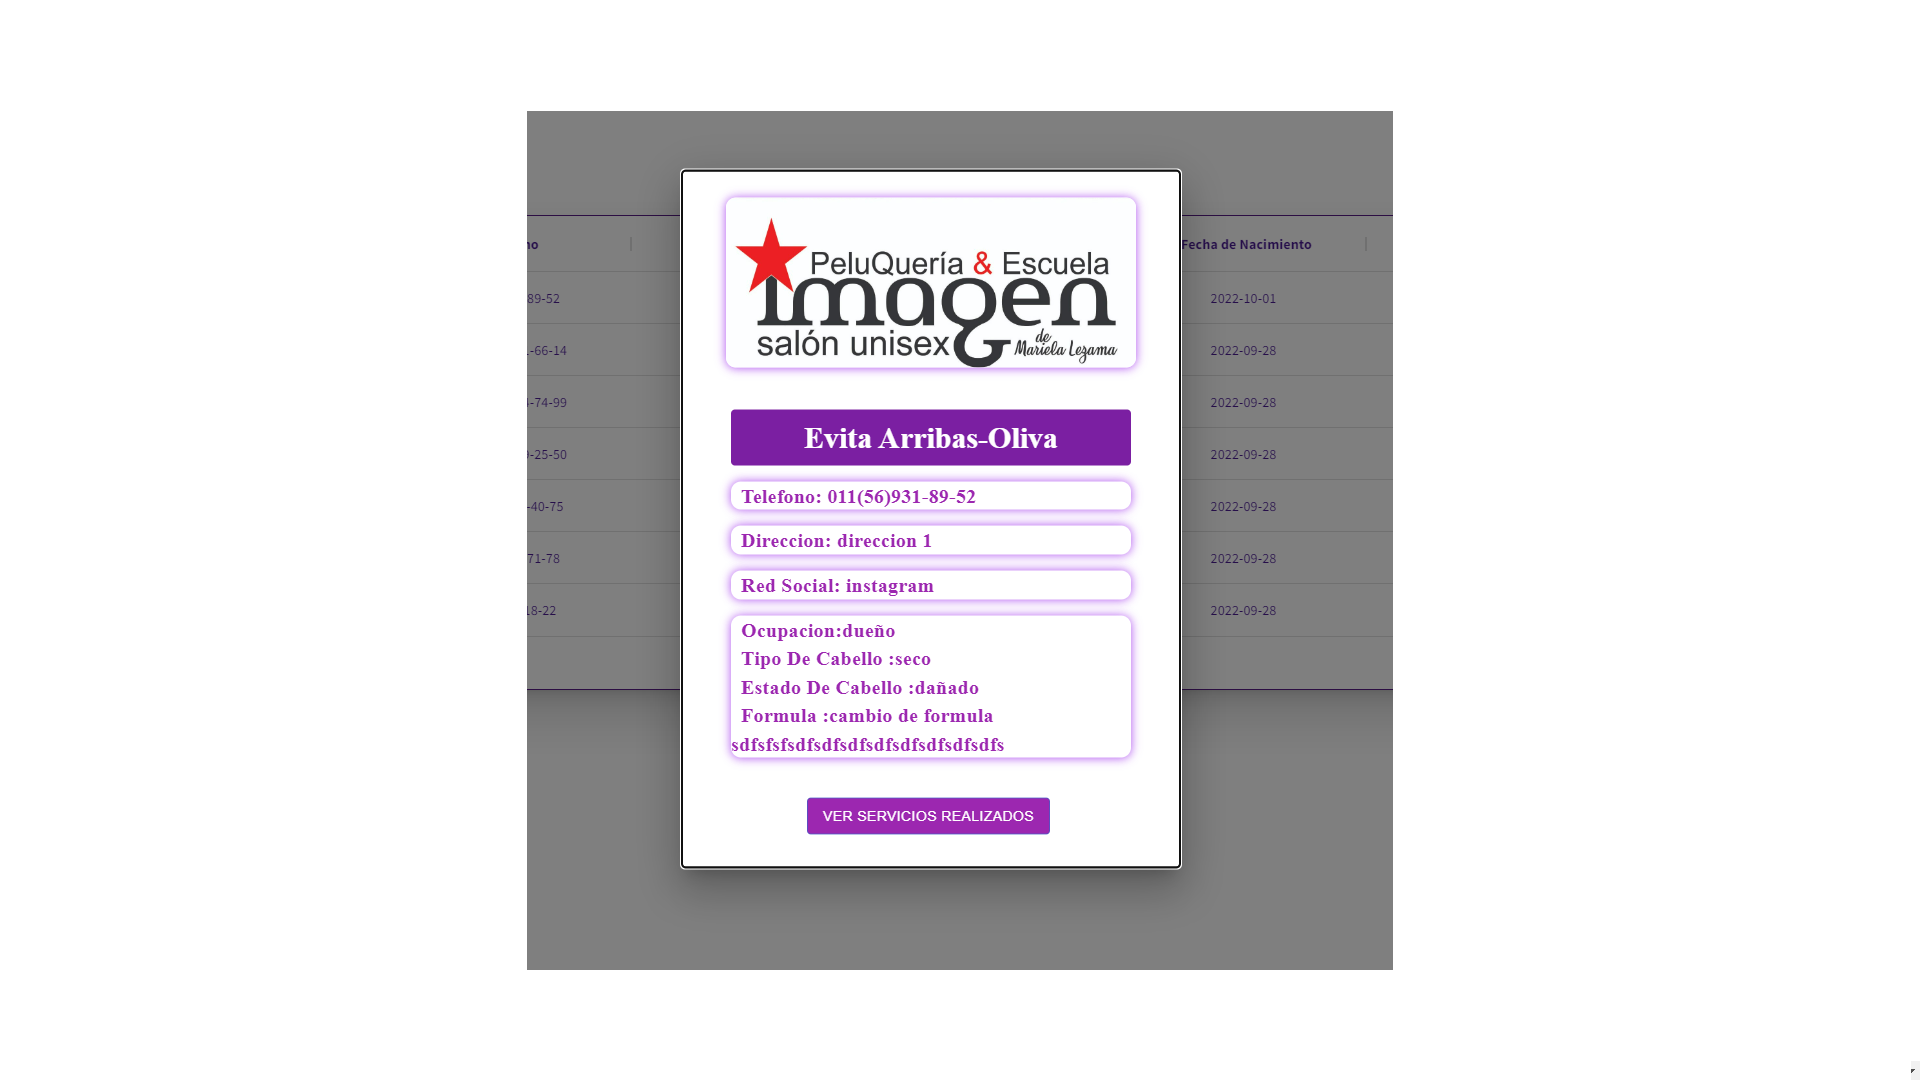 PeluQuería & Escuela
imagen
salón unisex
de
Mariela Lezama
Evita Arribas-Oliva
Telefono: 011(56)931-89-52
Direccion: direccion 1
Red Social: instagram
Ocupacion:dueño
Tipo De Cabello :seco
Estado De Cabello :dañado
Formula :cambio de formula
sdfsfsfsdfsdfsdfsdfsdfsdfsdfsdfs
VER SERVICIOS REALIZADOS
Fecha de Nacimiento
89-52
2022-10-01
-66-14
2022-09-28
-74-99
2022-09-28
-25-50
2022-09-28
-40-75
2022-09-28
71-78
2022-09-28
18-22
2022-09-28